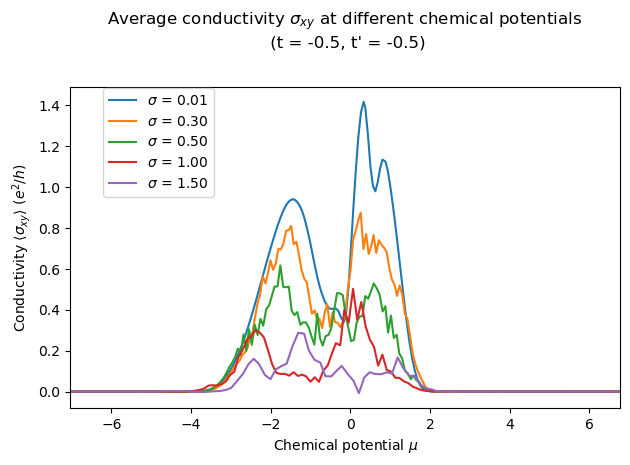 Average conductivity σxy at different chemical potentials
(t = -0.5, t' = -0.5)
σ = 0.01
σ = 0.30
σ = 0.50
σ = 1.00
σ = 1.50
Conductivity ⟨σxy⟩ (e²/h)
1.4
1.2
1.0
0.8
0.6
0.4
0.2
0.0
−6 −4 −2 0 2 4 6
Chemical potential μ